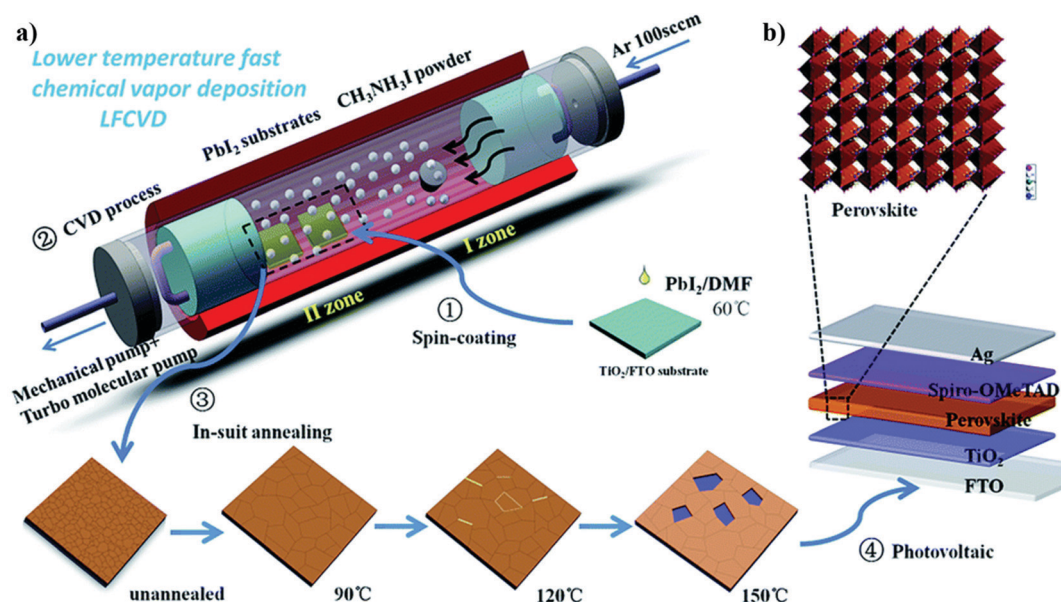 a)
Lower temperature fast
chemical vapor deposition
LFCVD
Ar 100sccm
CH₃NH₃I powder
PbI₂ substrates
② CVD process
I zone
II zone
Mechanical pump+
Turbo molecular pump
①
Spin-coating
PbI₂/DMF
60℃
TiO₂/FTO substrate
③
In-suit annealing
unannealed
90℃
120℃
150℃
④ Photovoltaic
b)
Perovskite
Ag
Spiro-OMeTAD
Perovskite
TiO₂
FTO